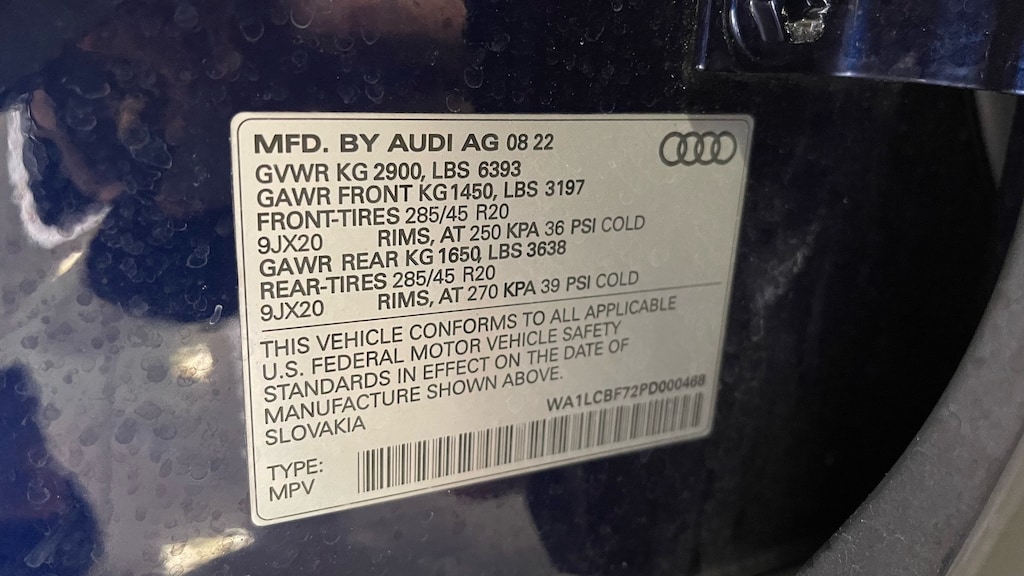 MFD. BY AUDI AG 08 22
GVWR KG 2900, LBS 6393
GAWR FRONT KG1450, LBS 3197
FRONT-TIRES 285/45 R20
9JX20 RIMS, AT 250 KPA 36 PSI COLD
GAWR REAR KG 1650, LBS 3638
REAR-TIRES 285/45 R20
9JX20 RIMS, AT 270 KPA 39 PSI COLD
THIS VEHICLE CONFORMS TO ALL APPLICABLE
U.S. FEDERAL MOTOR VEHICLE SAFETY
STANDARDS IN EFFECT ON THE DATE OF
MANUFACTURE SHOWN ABOVE.
SLOVAKIA WA1LCBF72PD000468
TYPE:
MPV